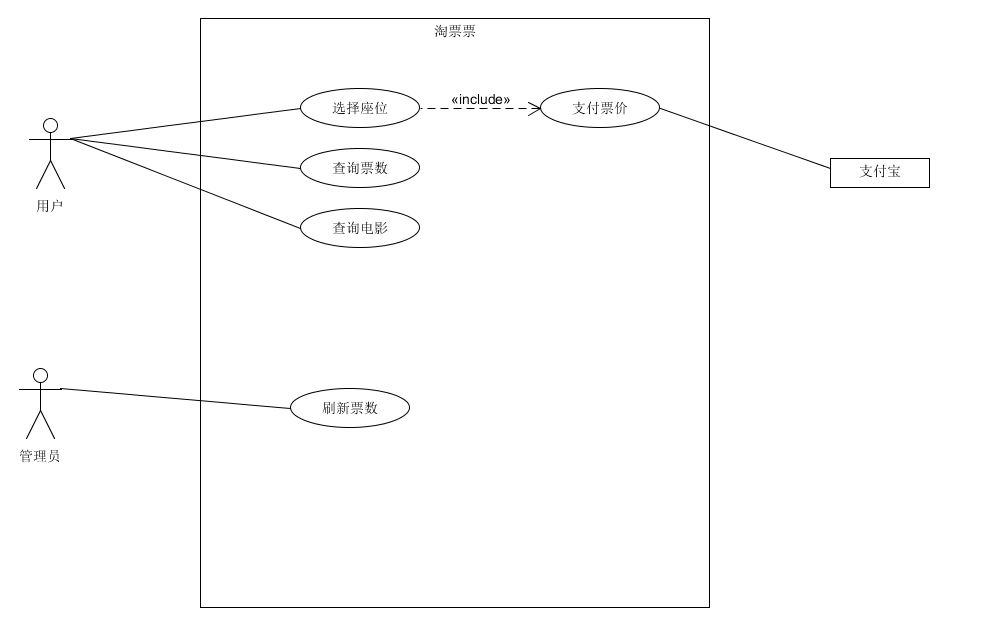 淘票票
选择座位
«include»
支付票价
查询票数
支付宝
用户
查询电影
刷新票数
管理员